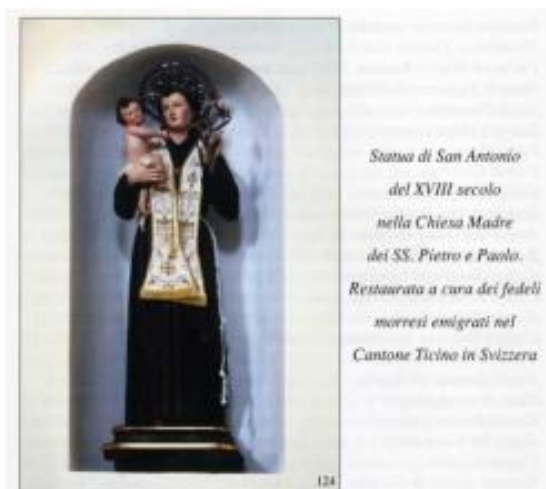 Statua di San Antonio
del XVIII secolo
nella Chiesa Madre
dei SS. Pietro e Paolo.
Restaurata a cura dei fedeli
morresi emigrati nel
Cantone Ticino in Svizzera
124